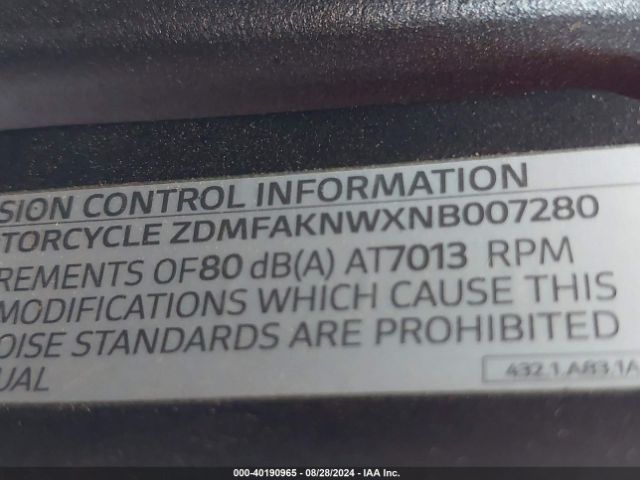 SION CONTROL INFORMATION
TORCYCLE ZDMFAKNWXNB007280
REMENTS OF80 dB(A) AT7013 RPM
MODIFICATIONS WHICH CAUSE THIS
OISE STANDARDS ARE PROHIBITED
UAL
432.1.A83.1A
000-40190965 / 08/28/2024 - IAA Inc.